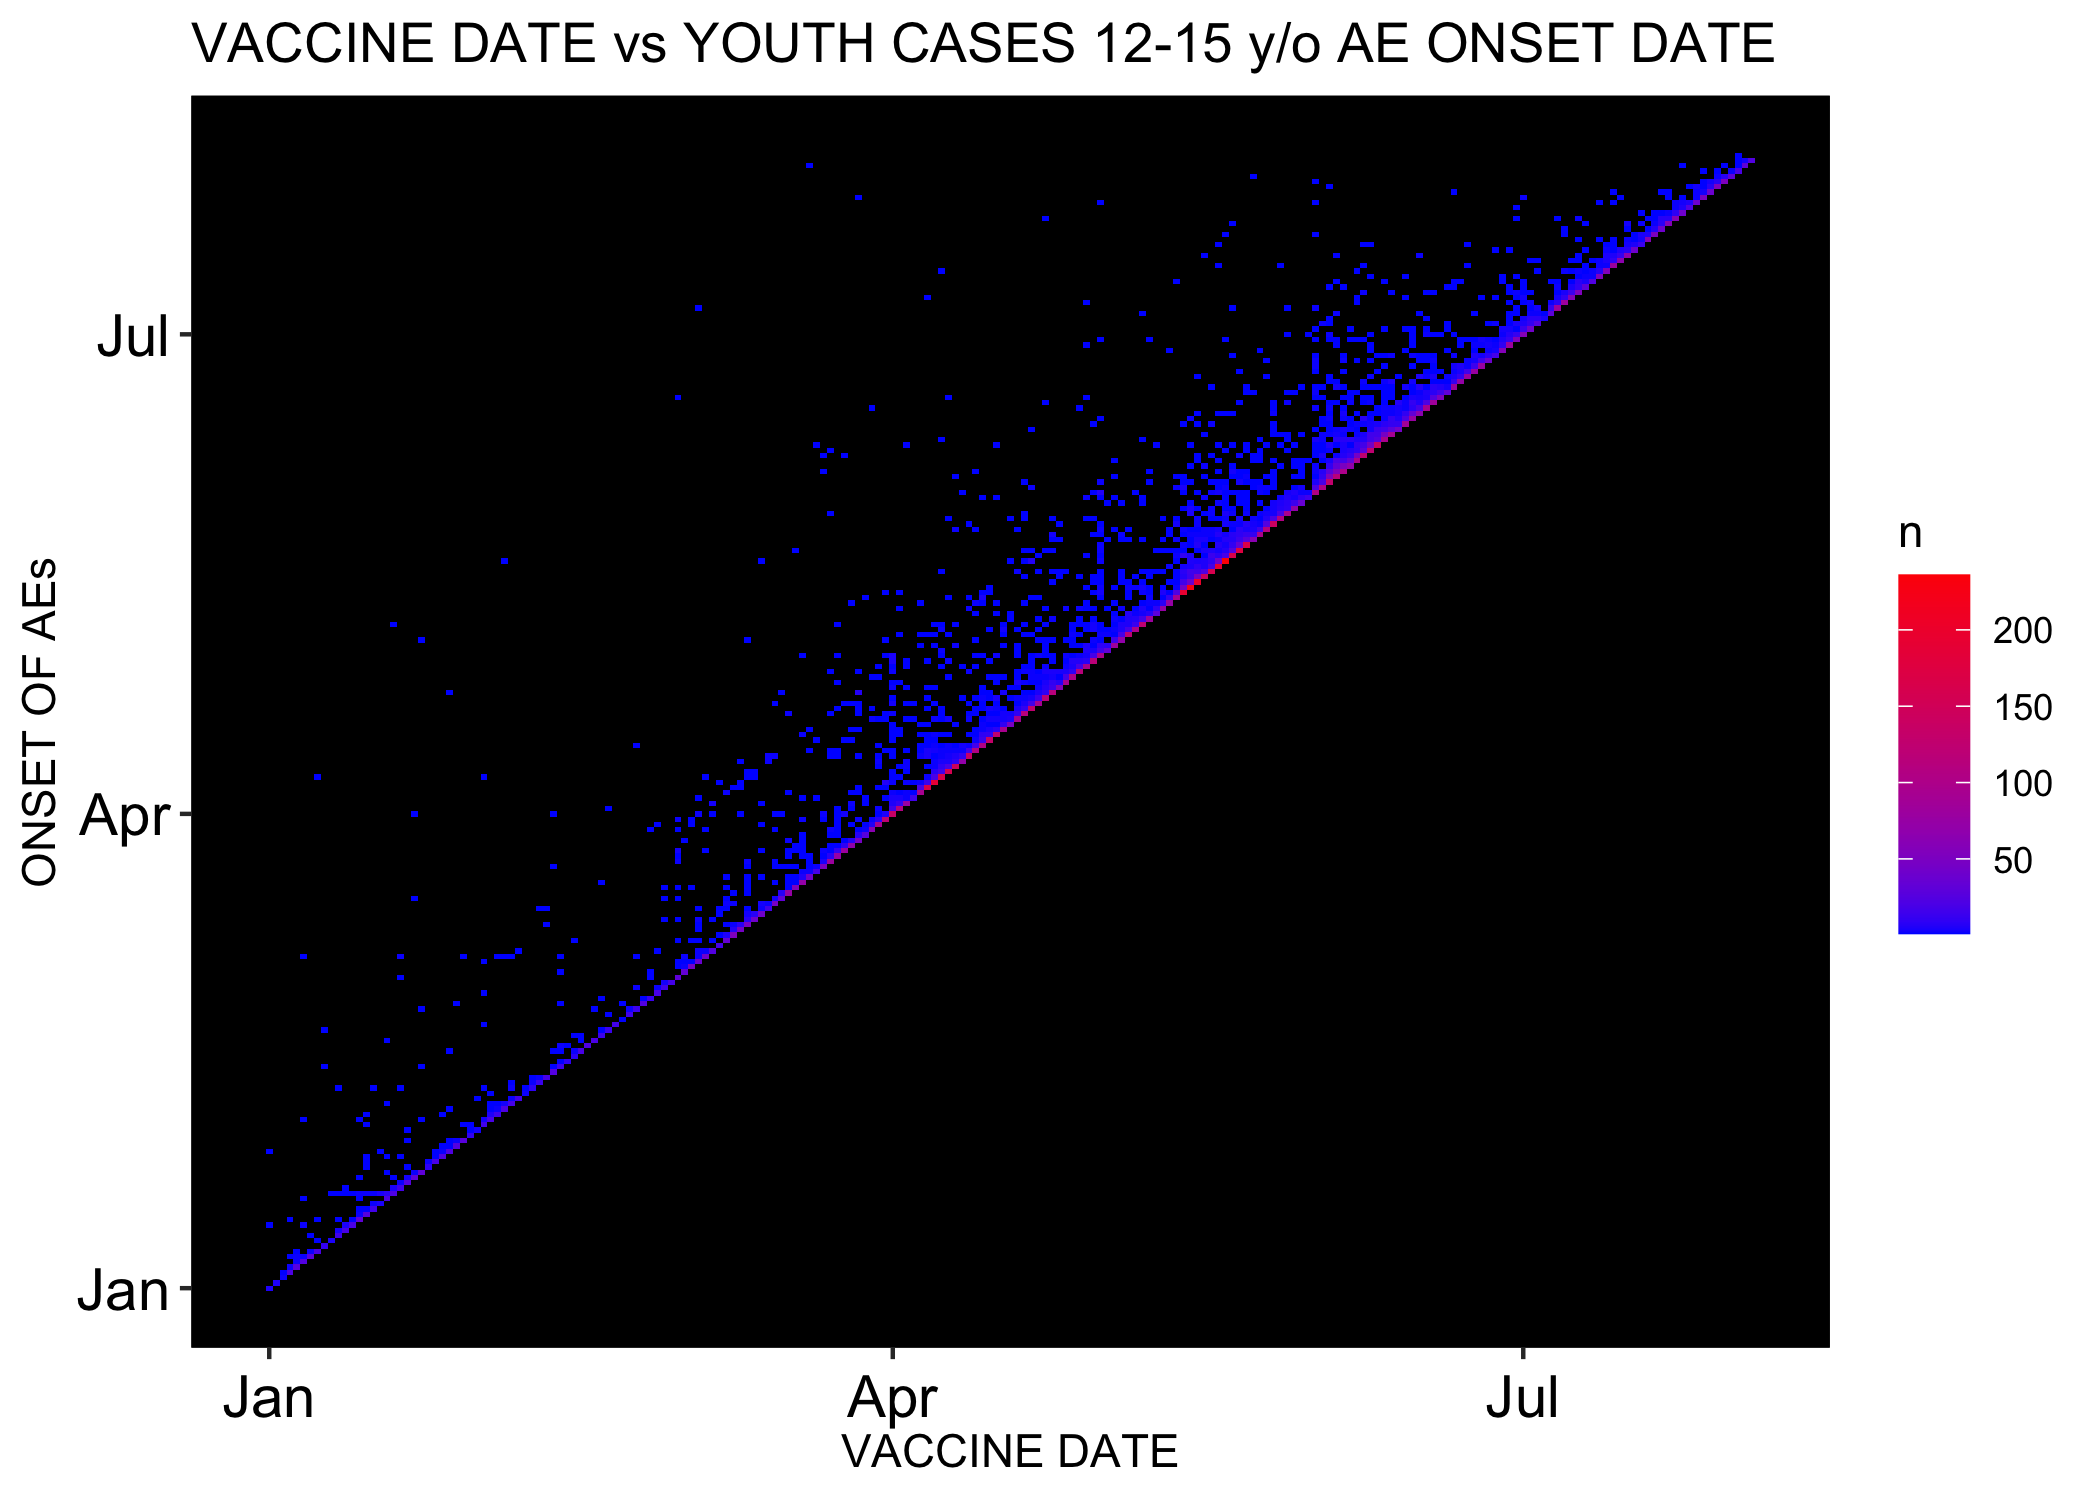 VACCINE DATE vs YOUTH CASES 12-15 y/o AE ONSET DATE
ONSET OF AEs
Jul
Apr
Jan
Jan
Apr
Jul
VACCINE DATE
n
200
150
100
50